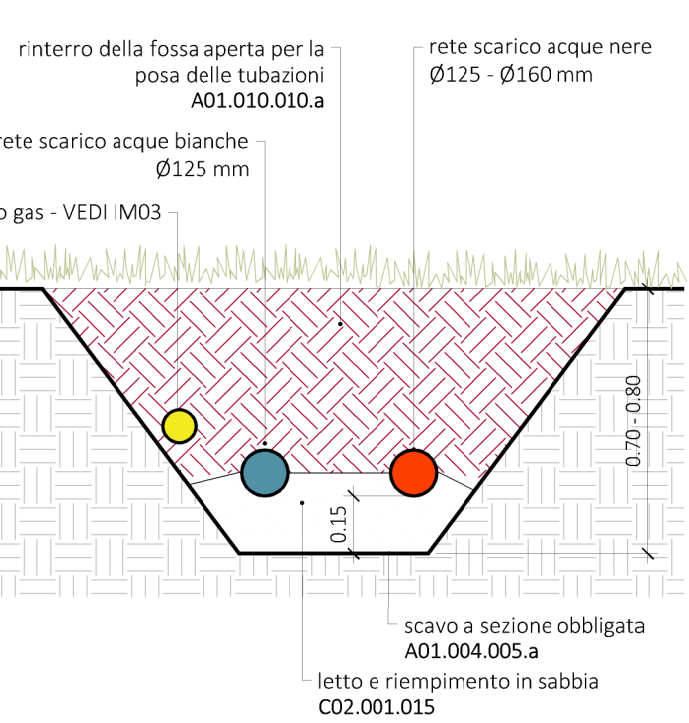 rinterro della fossa aperta per la
posa delle tubazioni
A01.010.010.a
rete scarico acque nere
Ø125 - Ø160 mm
rete scarico acque bianche
Ø125 mm
o gas - VEDI IM03
0.70 - 0.80
0.15
scavo a sezione obbligata
A01.004.005.a
letto e riempimento in sabbia
C02.001.015